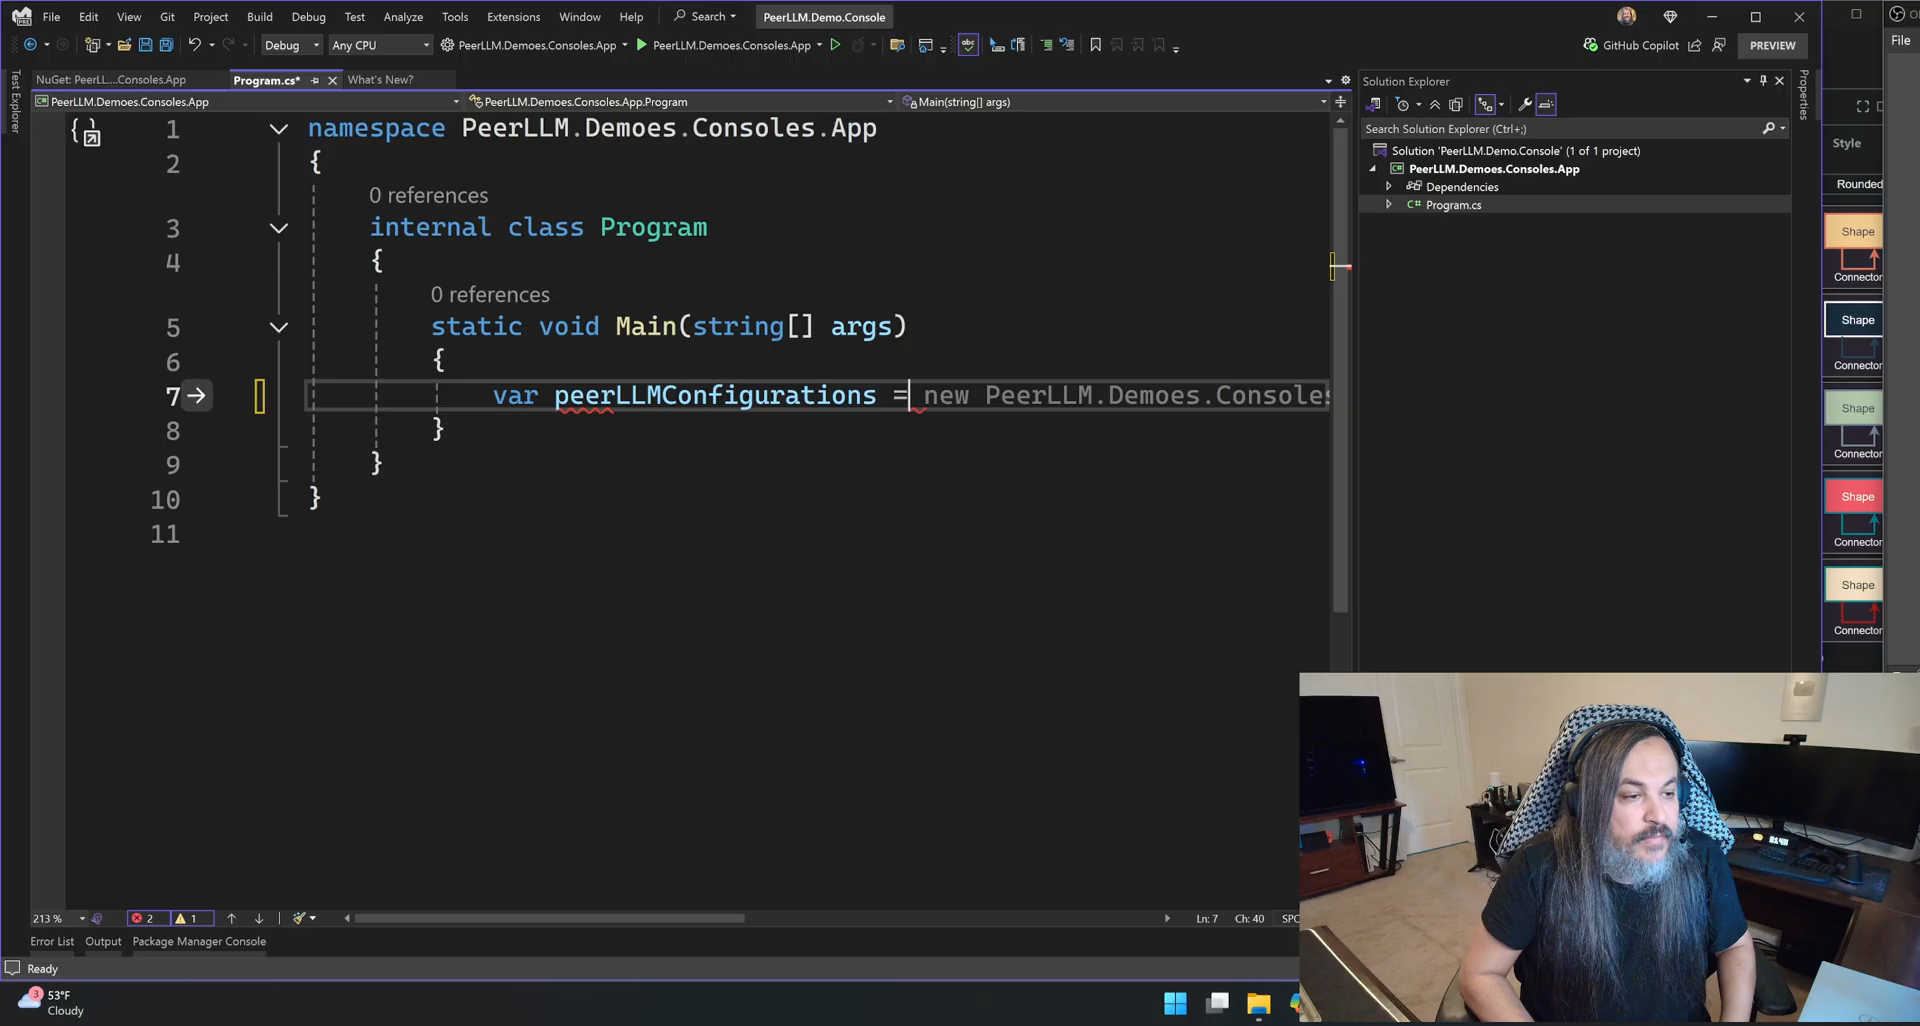 File Edit View Git Project Build Debug Test Analyze Tools Extensions Window Help Search PeerLLM.Demo.Console
File
Debug Any CPU PeerLLM.Demoes.Consoles.App PeerLLM.Demoes.Consoles.App GitHub Copilot PREVIEW
Test Explorer
NuGet: PeerLL....Consoles.App Program.cs* What's New?
PeerLLM.Demoes.Consoles.App PeerLLM.Demoes.Consoles.App.Program Main(string[] args)
1 namespace PeerLLM.Demoes.Consoles.App
2 {
0 references
3 internal class Program
4 {
0 references
5 static void Main(string[] args)
6 {
7 var peerLLMConfigurations = new PeerLLM.Demoes.Consoles
8 }
9 }
10 }
11
Solution Explorer
Search Solution Explorer (Ctrl+;)
Solution 'PeerLLM.Demo.Console' (1 of 1 project)
PeerLLM.Demoes.Consoles.App
Dependencies
C# Program.cs
Properties
Style
Rounded
Shape
Connector
Shape
Connector
Shape
Connector
Shape
Connector
Shape
Connector
213 % 2 1 Ln: 7 Ch: 40 SPC
Error List Output Package Manager Console
Ready
3
53°F
Cloudy